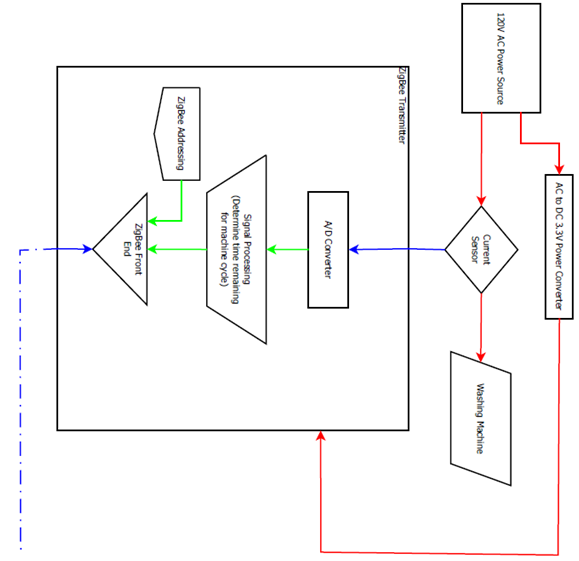 120V AC Power Source
AC to DC 3.3V Power Converter
Current
Sensor
Washing Machine
ZigBee Transmitter
A/D Converter
Signal Processing
(Determine time remaining
for machine cycle)
ZigBee Addressing
ZigBee Front
End